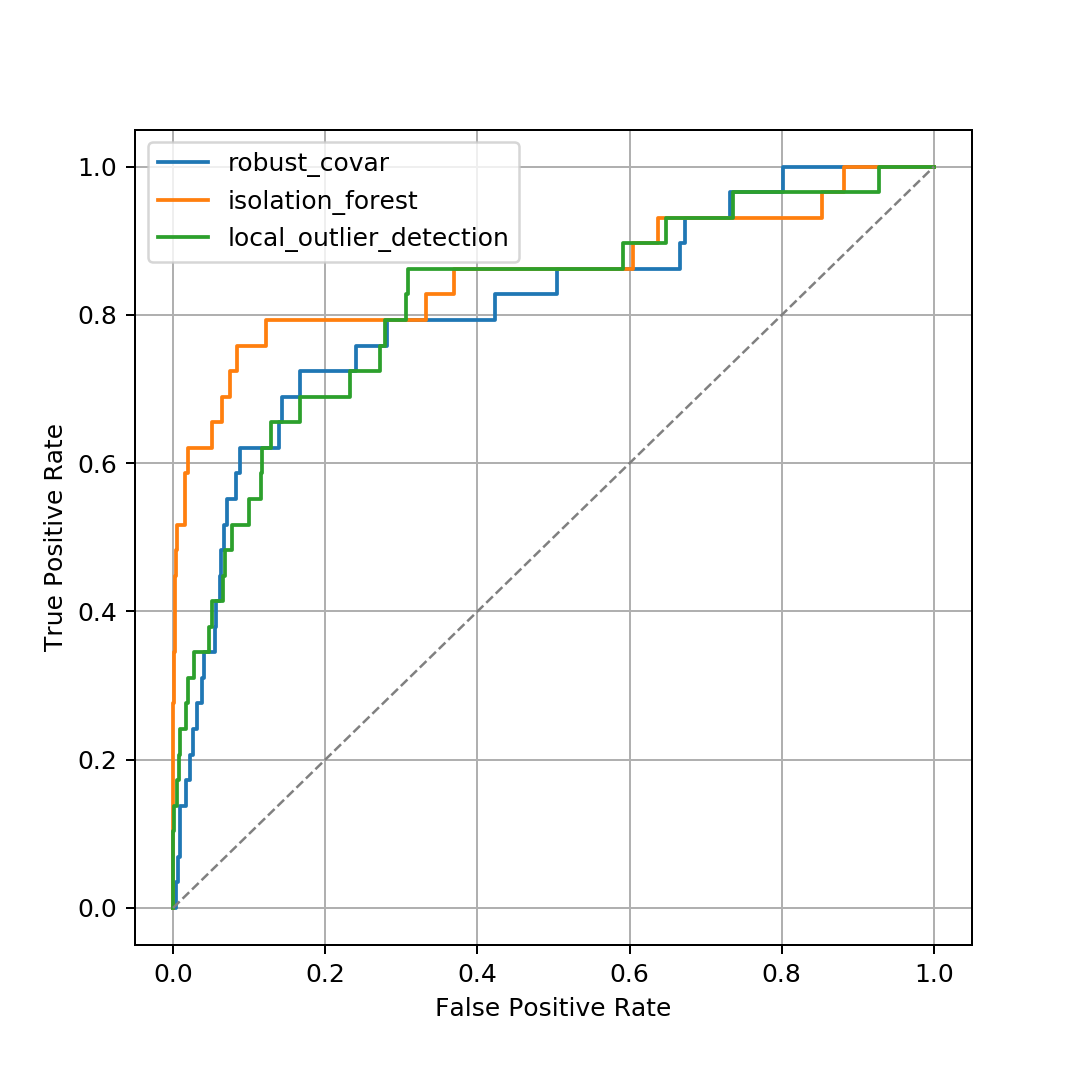 robust_covar
isolation_forest
local_outlier_detection
1.0
0.8
0.6
0.4
0.2
0.0
True Positive Rate
0.0 0.2 0.4 0.6 0.8 1.0
False Positive Rate